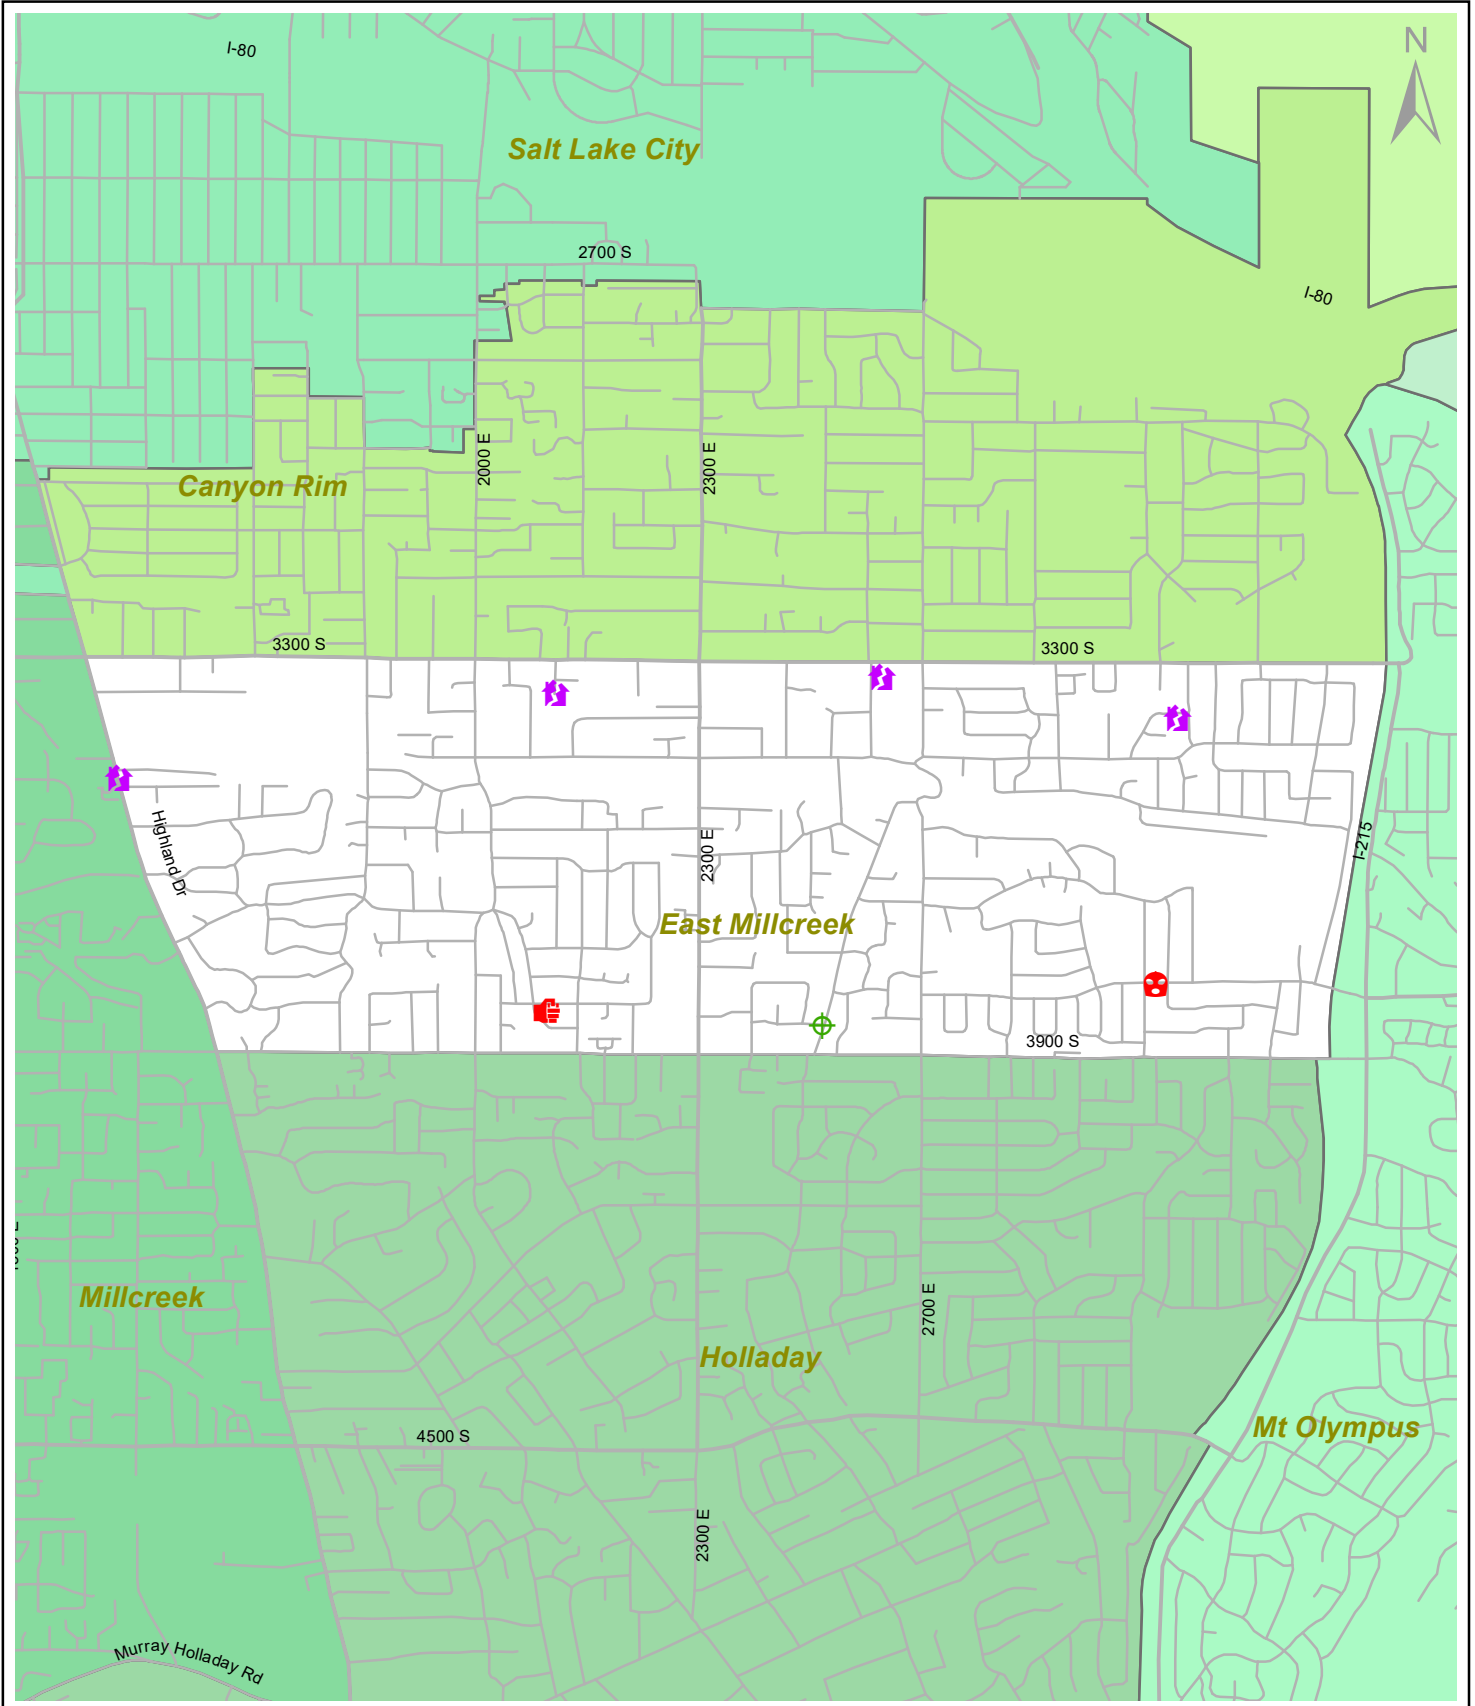 I-80
N
Salt Lake City
2700 S
I-80
2000 E
2300 E
Canyon Rim
3300 S
3300 S
Highland Dr
2300 E
I-215
East Millcreek
3900 S
Millcreek
2700 E
Holladay
Mt Olympus
4500 S
2300 E
Murray Holladay Rd